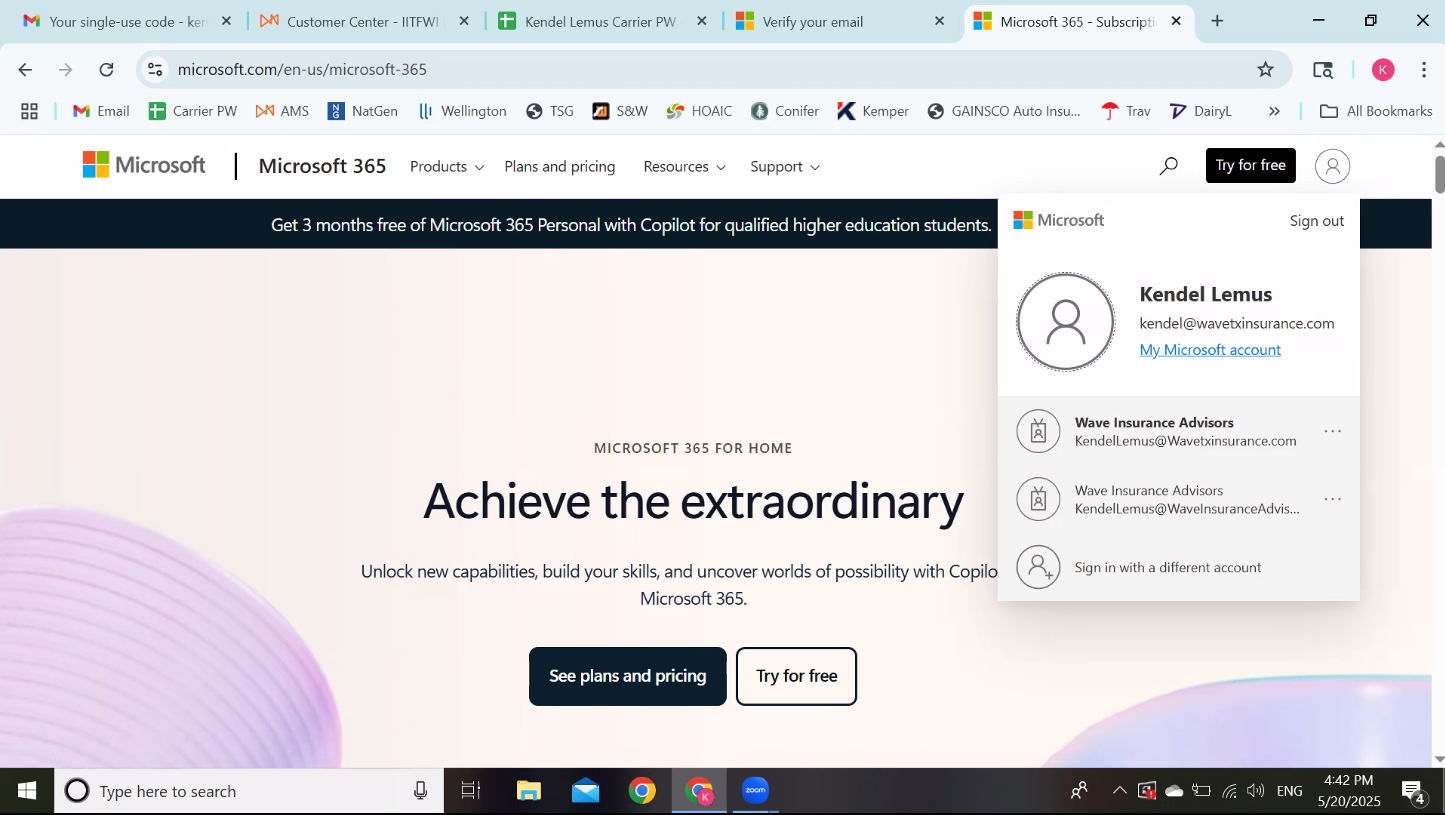 Your single-use code - ken
Customer Center - IITFWI
Kendel Lemus Carrier PW
Verify your email
Microsoft 365 - Subscripti
microsoft.com/en-us/microsoft-365
K
Email
Carrier PW
AMS
NatGen
Wellington
TSG
S&W
HOAIC
Conifer
Kemper
GAINSCO Auto Insu...
Trav
DairyL
»
All Bookmarks
Microsoft
Microsoft 365
Products
Plans and pricing
Resources
Support
Try for free
Get 3 months free of Microsoft 365 Personal with Copilot for qualified higher education students.
Microsoft
Sign out
Kendel Lemus
kendel@wavetxinsurance.com
My Microsoft account
Wave Insurance Advisors
KendelLemus@Wavetxinsurance.com
Wave Insurance Advisors
KendelLemus@WaveInsuranceAdvis...
Sign in with a different account
MICROSOFT 365 FOR HOME
Achieve the extraordinary
Unlock new capabilities, build your skills, and uncover worlds of possibility with Copilo
Microsoft 365.
See plans and pricing
Try for free
Type here to search
K
zoom
ENG
4:42 PM
5/20/2025
4